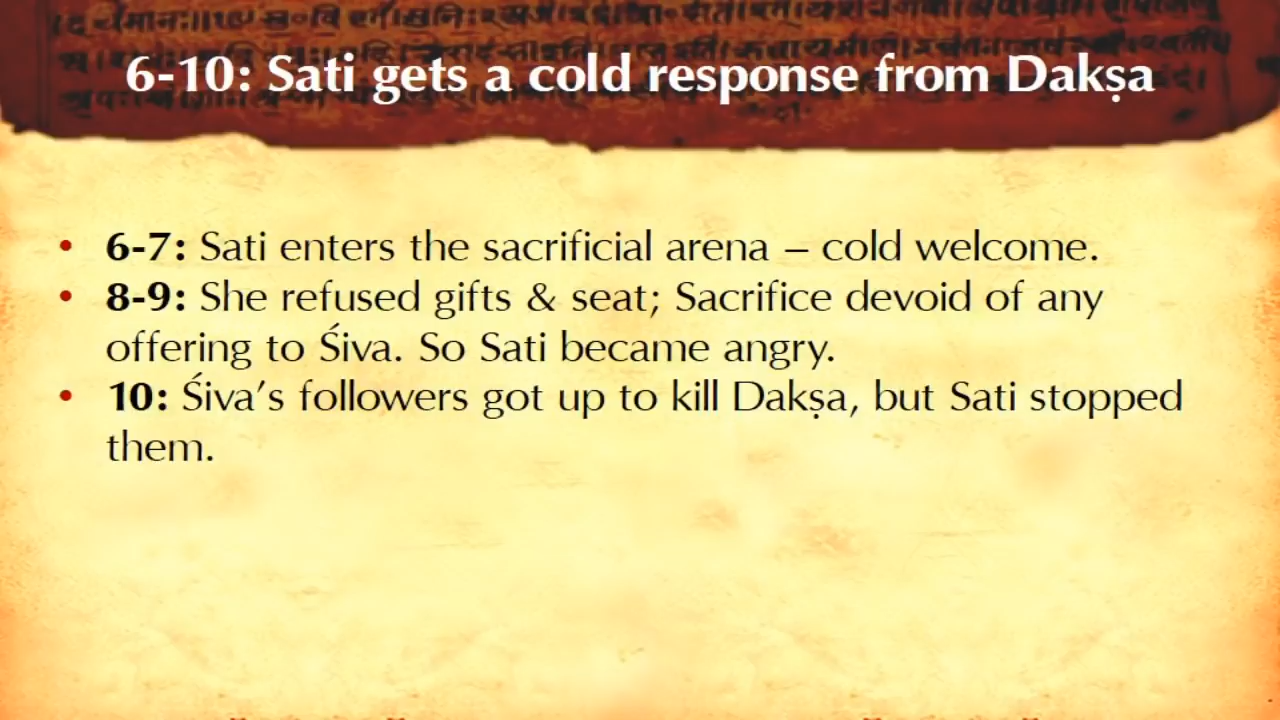 6-10: Sati gets a cold response from Dakṣa
• 6-7: Sati enters the sacrificial arena – cold welcome.
• 8-9: She refused gifts & seat; Sacrifice devoid of any
offering to Śiva. So Sati became angry.
• 10: Śiva’s followers got up to kill Dakṣa, but Sati stopped
them.